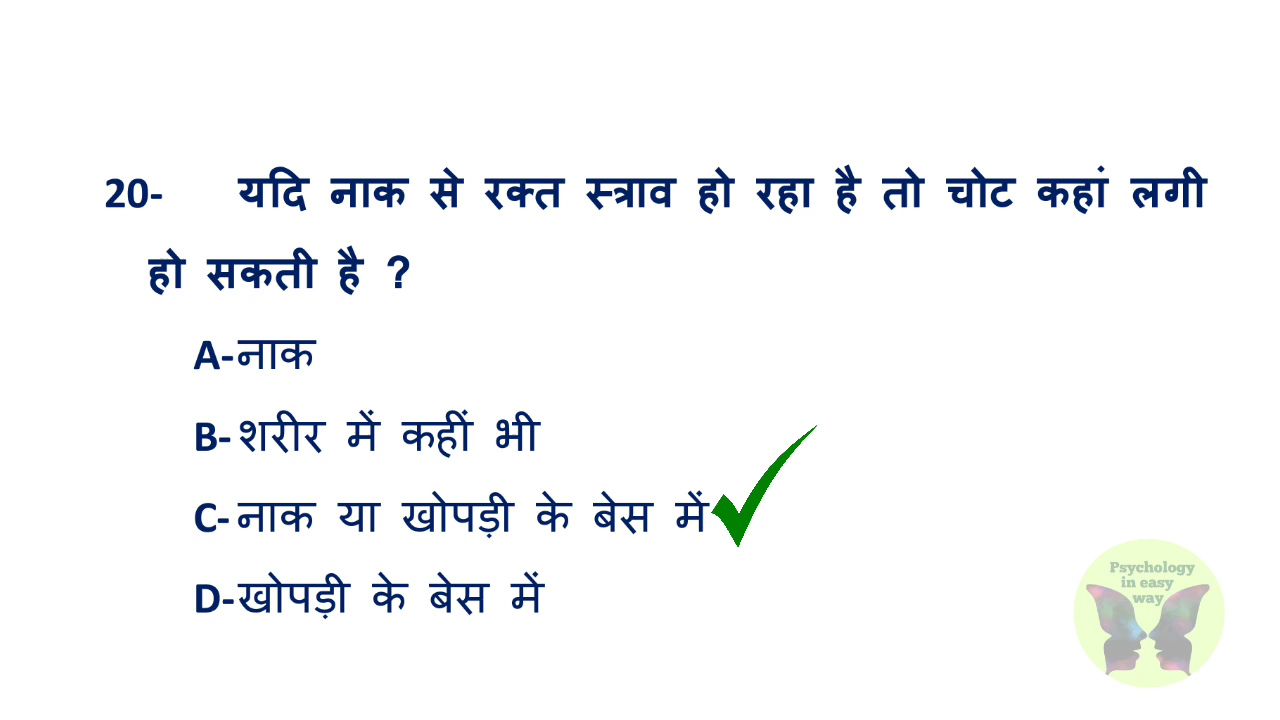 20- यदि नाक से रक्त स्त्राव हो रहा है तो चोट कहां लगी
हो सकती है ?
A-नाक
B-शरीर में कहीं भी
C-नाक या खोपड़ी के बेस में
D-खोपड़ी के बेस में
Psychology
in easy
way